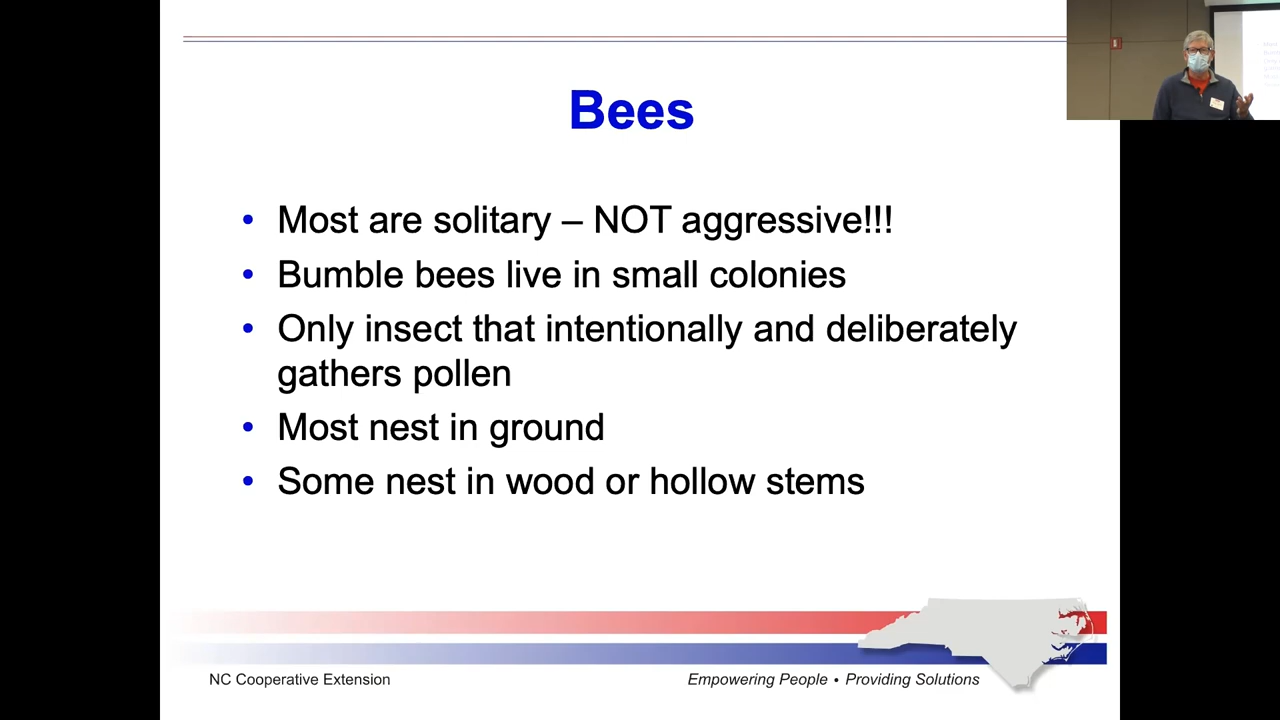 Bees
• Most are solitary – NOT aggressive!!!
• Bumble bees live in small colonies
• Only insect that intentionally and deliberately
gathers pollen
• Most nest in ground
• Some nest in wood or hollow stems
NC Cooperative Extension
Empowering People • Providing Solutions